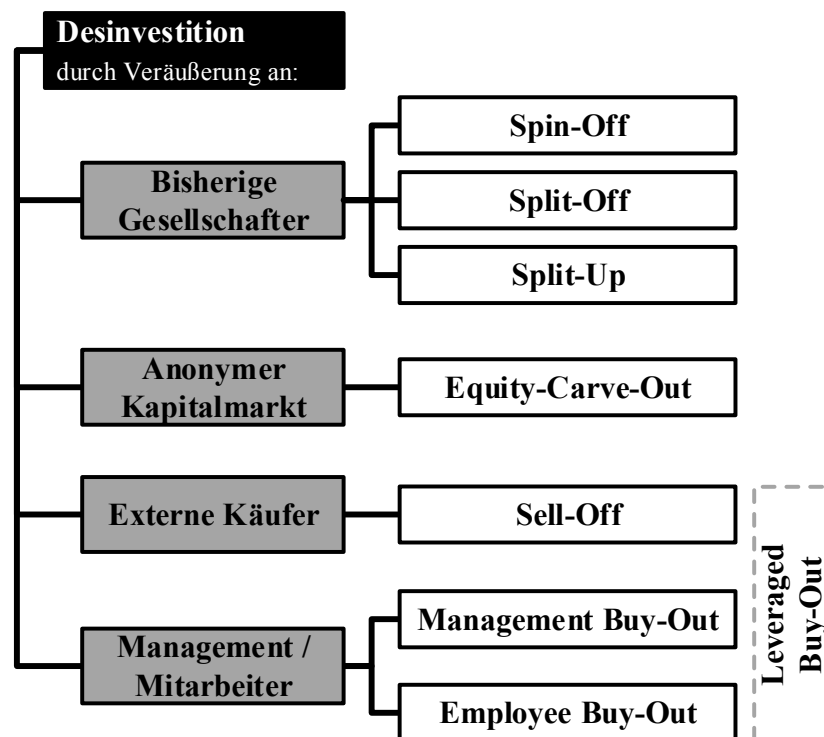 Desinvestition
durch Veräußerung an:
Spin-Off
Bisherige
Gesellschafter
Split-Off
Split-Up
Anonymer
Kapitalmarkt
Equity-Carve-Out
Externe Käufer
Sell-Off
Management /
Mitarbeiter
Management Buy-Out
Employee Buy-Out
Leveraged
Buy-Out